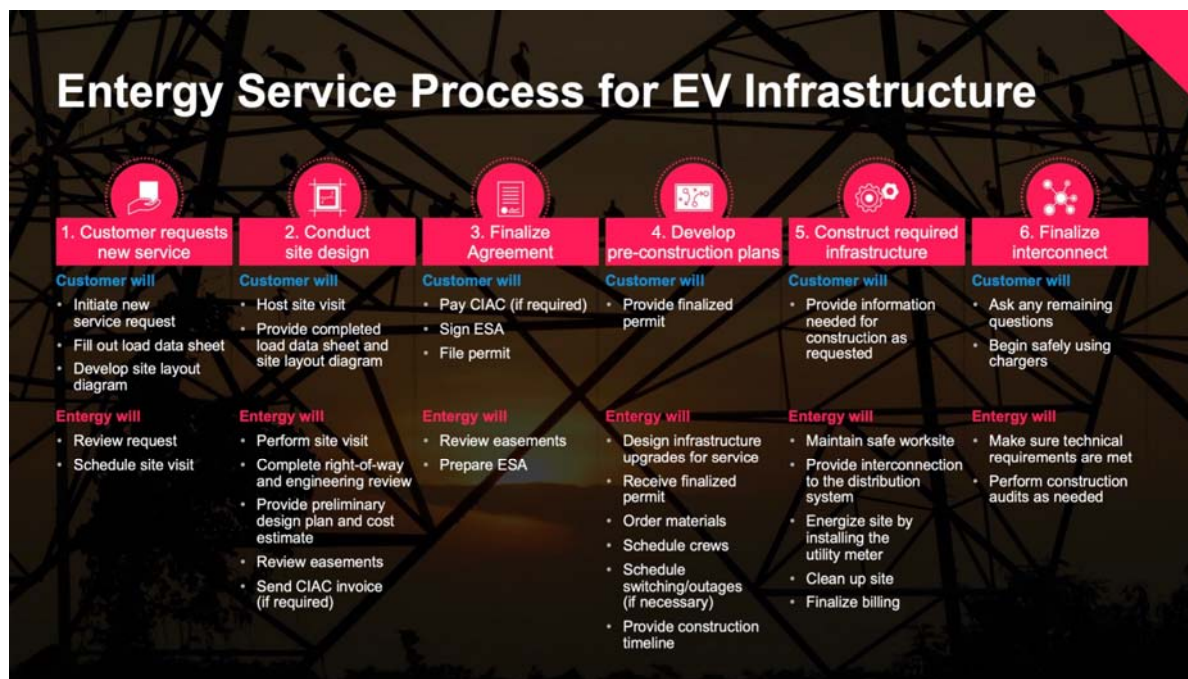 Entergy Service Process for EV Infrastructure
1. Customer requests
new service
Customer will
• Initiate new
service request
• Fill out load data sheet
• Develop site layout
diagram
Entergy will
• Review request
• Schedule site visit
2. Conduct
site design
Customer will
• Host site visit
• Provide completed
load data sheet and
site layout diagram
Entergy will
• Perform site visit
• Complete right-of-way
and engineering review
• Provide preliminary
design plan and cost
estimate
• Review easements
• Send CIAC invoice
(if required)
3. Finalize
Agreement
Customer will
• Pay CIAC (if required)
• Sign ESA
• File permit
Entergy will
• Review easements
• Prepare ESA
4. Develop
pre-construction plans
Customer will
• Provide finalized
permit
Entergy will
• Design infrastructure
upgrades for service
• Receive finalized
permit
• Order materials
• Schedule crews
• Schedule
switching/outages
(if necessary)
• Provide construction
timeline
5. Construct required
infrastructure
Customer will
• Provide information
needed for
construction as
requested
Entergy will
• Maintain safe worksite
• Provide interconnection
to the distribution
system
• Energize site by
installing the
utility meter
• Clean up site
• Finalize billing
6. Finalize
interconnect
Customer will
• Ask any remaining
questions
• Begin safely using
chargers
Entergy will
• Make sure technical
requirements are met
• Perform construction
audits as needed